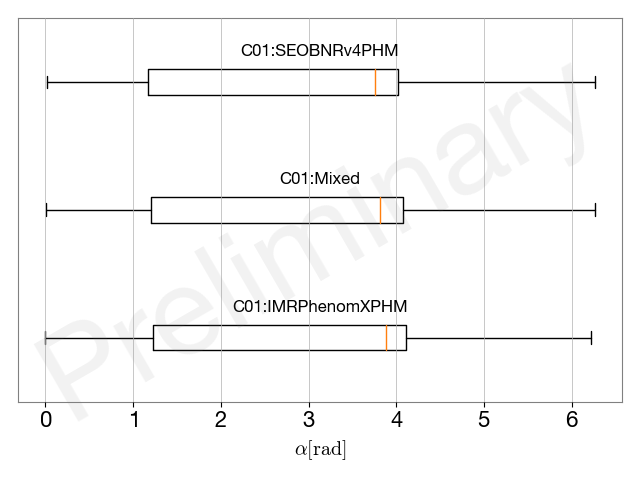 C01:SEOBNRv4PHM
C01:Mixed
C01:IMRPhenomXPHM
Preliminary
0 1 2 3 4 5 6
α[rad]